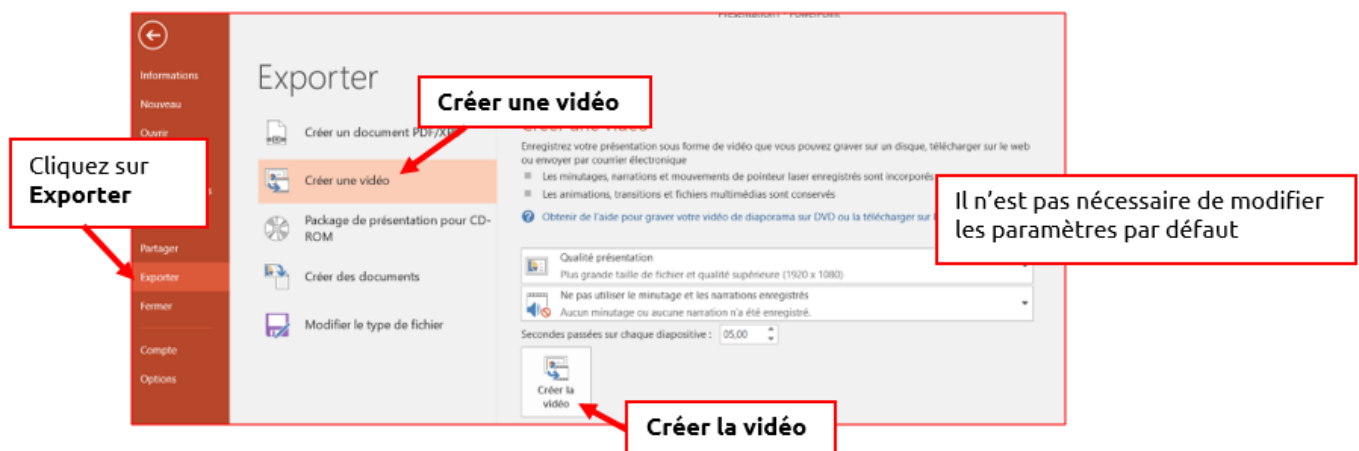 Présentation1 - PowerPoint
Informations
Nouveau
Ouvrir
Partager
Exporter
Fermer
Compte
Options
Cliquez sur
Exporter
Exporter
Créer un document PDF/X
Créer une vidéo
Package de présentation pour CD-
ROM
Créer des documents
Modifier le type de fichier
Créer une vidéo
Créer une vidéo
Enregistrez votre présentation sous forme de vidéo que vous pouvez graver sur un disque, télécharger sur le web
ou envoyer par courrier électronique
Les minutages, narrations et mouvements de pointeur laser enregistrés sont incorporés
Les animations, transitions et fichiers multimédias sont conservés
Obtenir de l'aide pour graver votre vidéo de diaporama sur DVD ou la télécharger sur
Il n'est pas nécessaire de modifier
les paramètres par défaut
Qualité présentation
Plus grande taille de fichier et qualité supérieure (1920 x 1080)
Ne pas utiliser le minutage et les narrations enregistrés
Aucun minutage ou aucune narration n'a été enregistré.
Secondes passées sur chaque diapositive : 05,00
Créer la
vidéo
Créer la vidéo